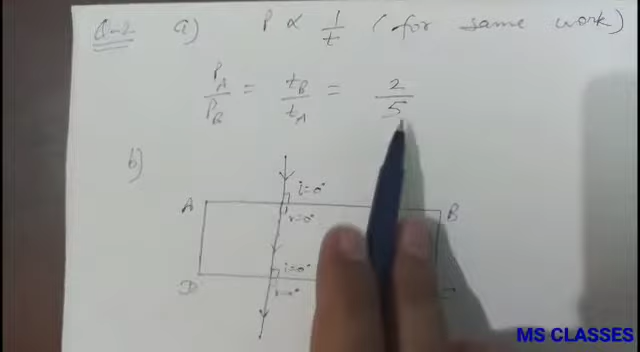 Q-2 a) P ∝ 1/t (for same work)
P_A/P_B = t_B/t_A = 2/5
b)
i=0°
A B
r=0°
i=0°
D
r=0°
MS CLASSES